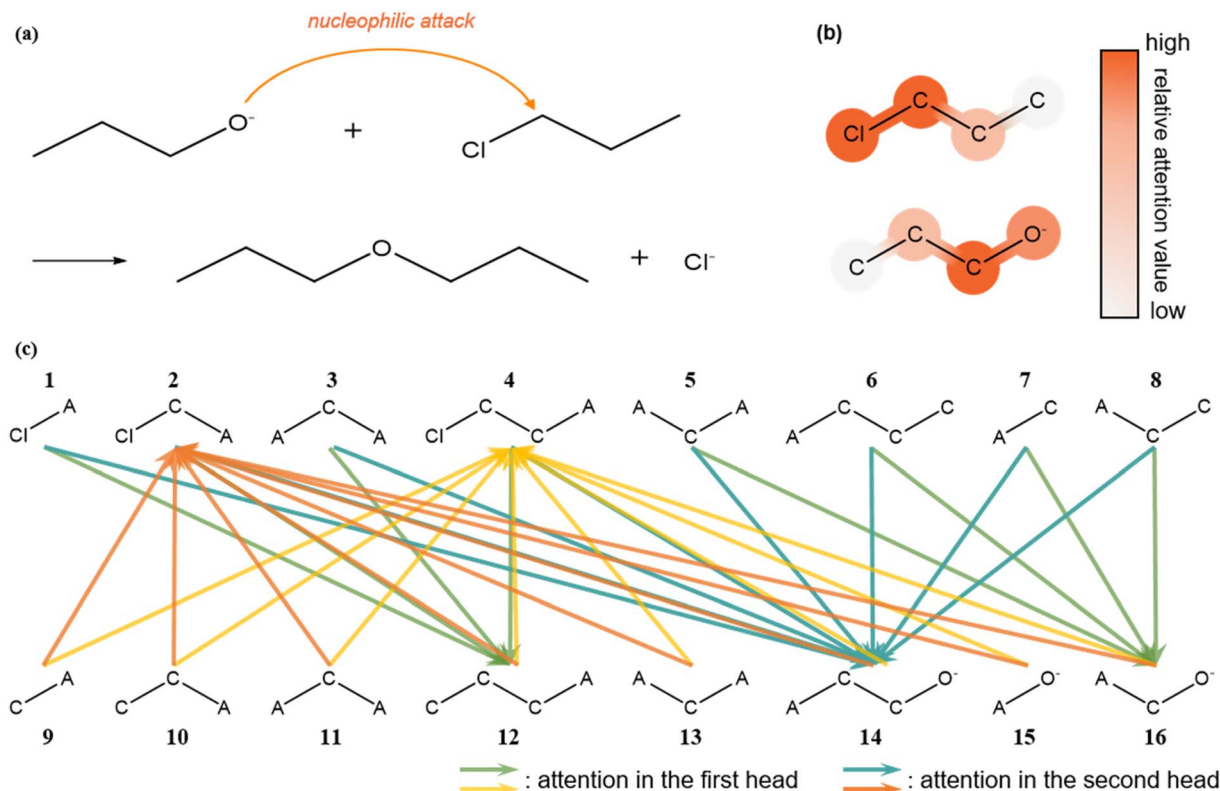 (a)
nucleophilic attack
O-
+
Cl
O
+
Cl-
(b)
Cl
C
C
C
C
C
C
O-
high
relative attention value
low
(c)
1 2 3 4 5 6 7 8
Cl A
Cl C A
A C A
Cl C C A
A C A
A C C C
A C
A C C
C A
C C A
A C A
C C C A
A C A
A C C O-
A O-
A C O-
9 10 11 12 13 14 15 16
: attention in the first head
: attention in the second head